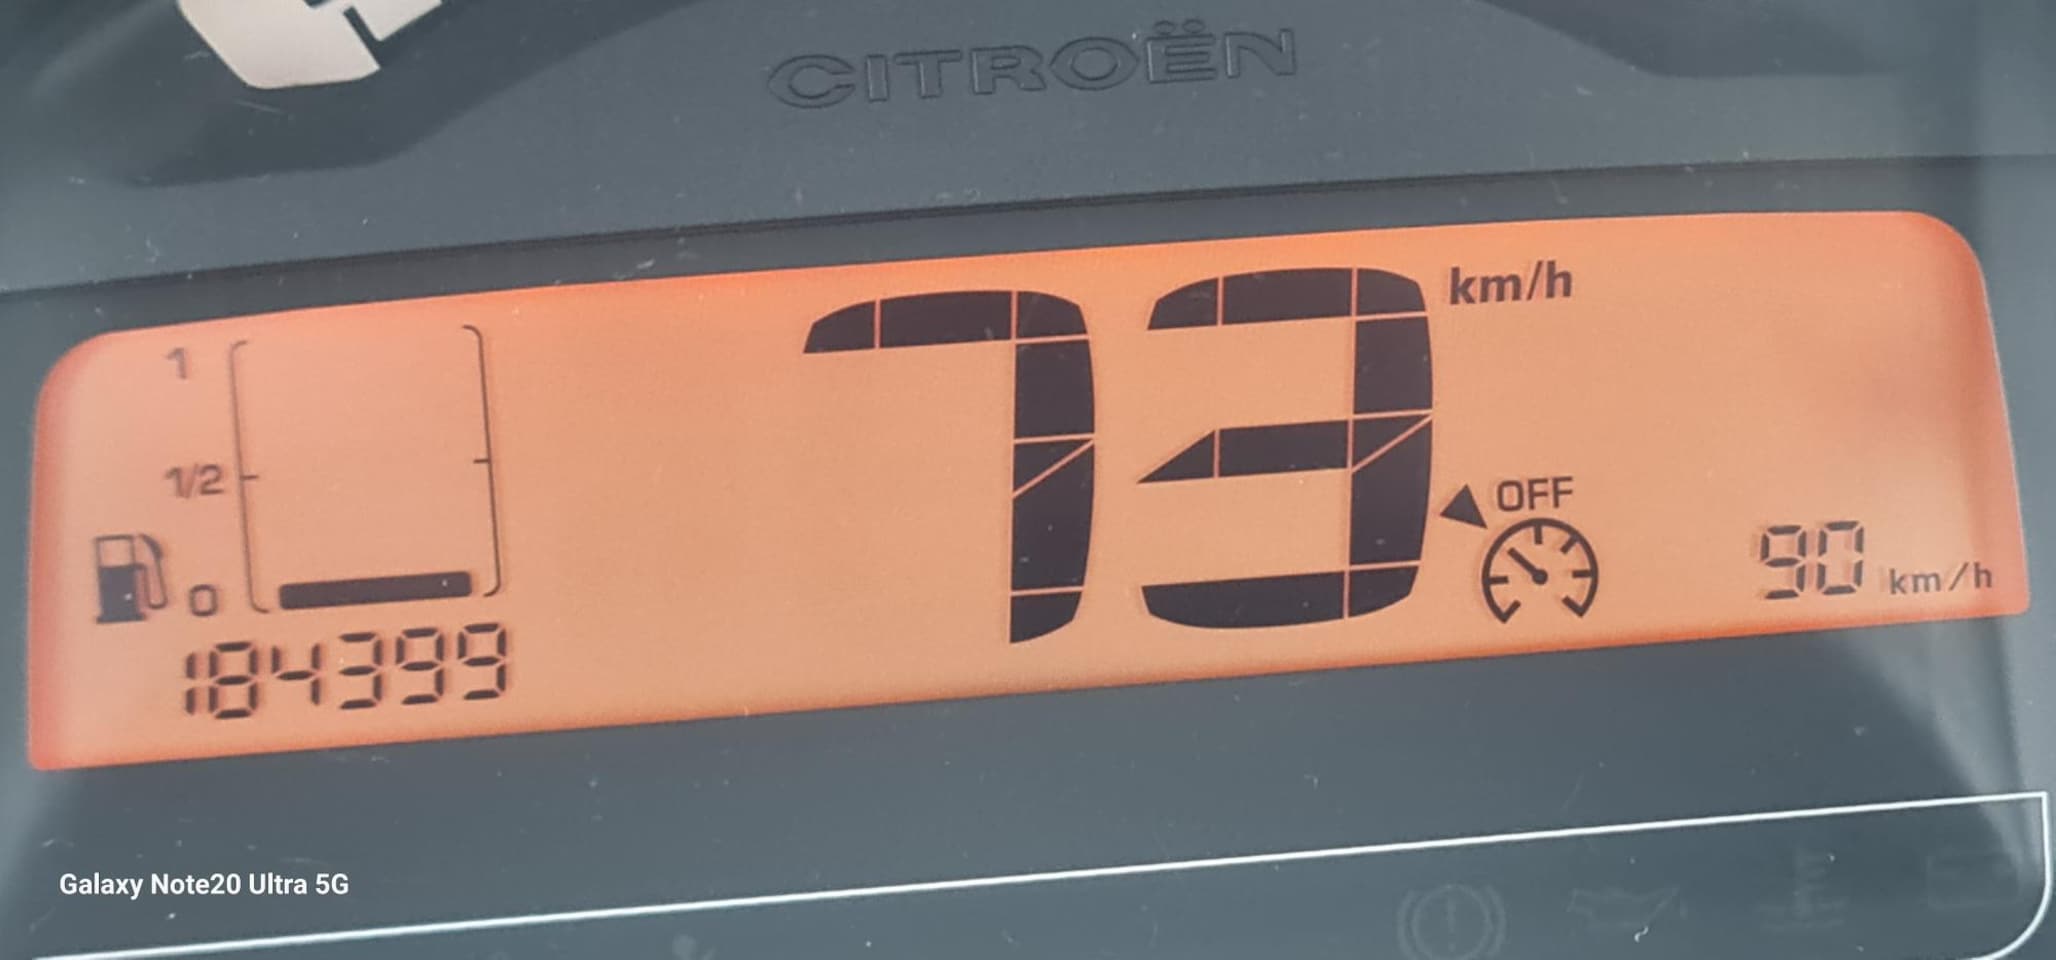 CITROËN
73 km/h
1
1/2
0
184399
OFF
90 km/h
Galaxy Note20 Ultra 5G